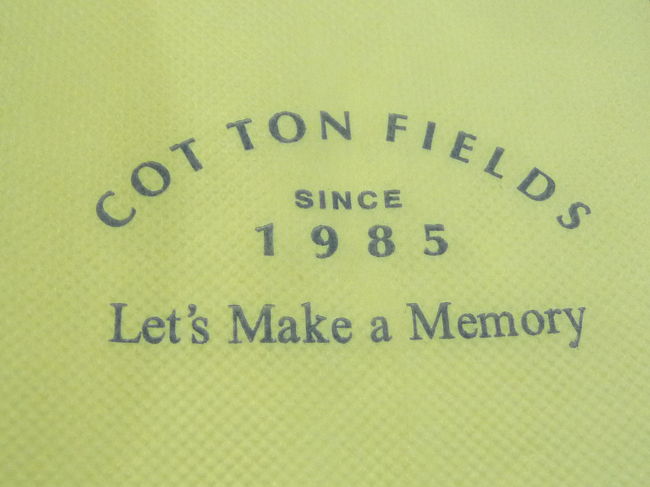 COTTON FIELDS
SINCE
1985
Let's Make a Memory